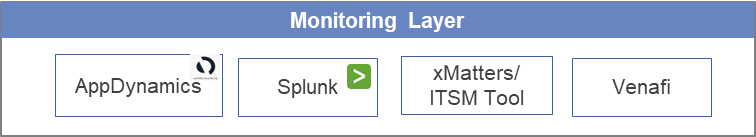 Monitoring Layer
AppDynamics
Splunk
xMatters/
ITSM Tool
Venafi